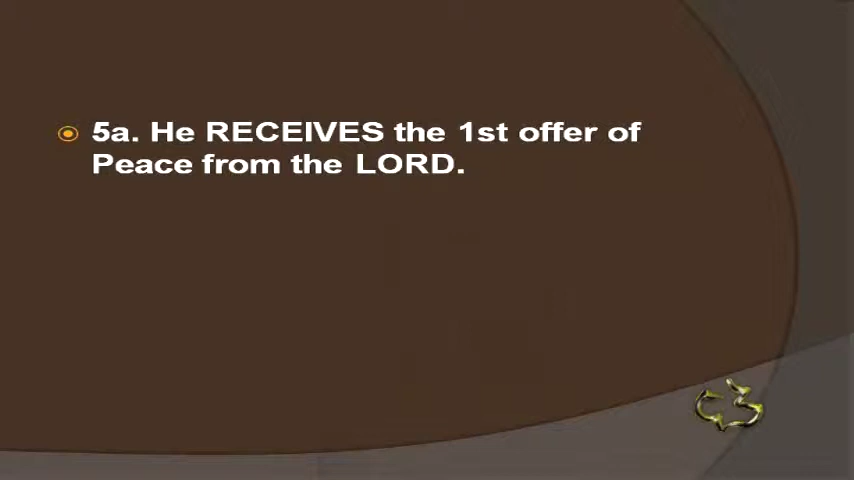 5a. He RECEIVES the 1st offer of
Peace from the LORD.